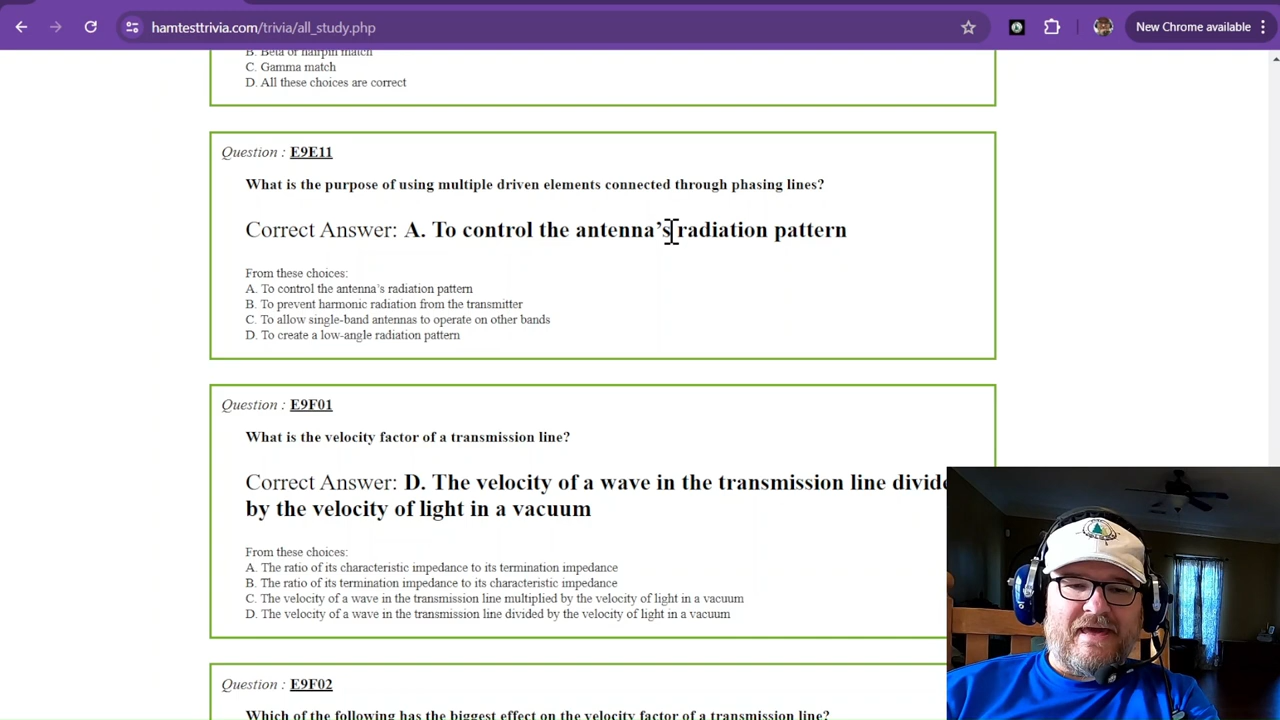 hamtesttrivia.com/trivia/all_study.php
New Chrome available
B. Beta or hairpin match
C. Gamma match
D. All these choices are correct
Question : E9E11
What is the purpose of using multiple driven elements connected through phasing lines?
Correct Answer: A. To control the antenna’s radiation pattern
From these choices:
A. To control the antenna’s radiation pattern
B. To prevent harmonic radiation from the transmitter
C. To allow single-band antennas to operate on other bands
D. To create a low-angle radiation pattern
Question : E9F01
What is the velocity factor of a transmission line?
Correct Answer: D. The velocity of a wave in the transmission line
by the velocity of light in a vacuum
From these choices:
A. The ratio of its characteristic impedance to its termination impedance
B. The ratio of its termination impedance to its characteristic impedance
C. The velocity of a wave in the transmission line multiplied by the velocity of light in a vacuum
D. The velocity of a wave in the transmission line divided by the velocity of light in a vacuum
Question : E9F02
Which of the following has the biggest effect on the velocity factor of a transmission line?